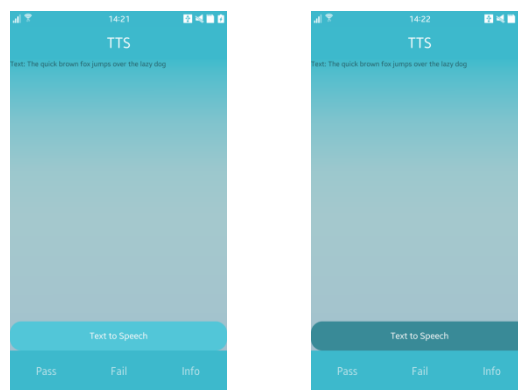 14:21
TTS
Text: The quick brown fox jumps over the lazy dog
Text to Speech
Pass Fail Info
14:22
TTS
Text: The quick brown fox jumps over the lazy dog
Text to Speech
Pass Fail Info